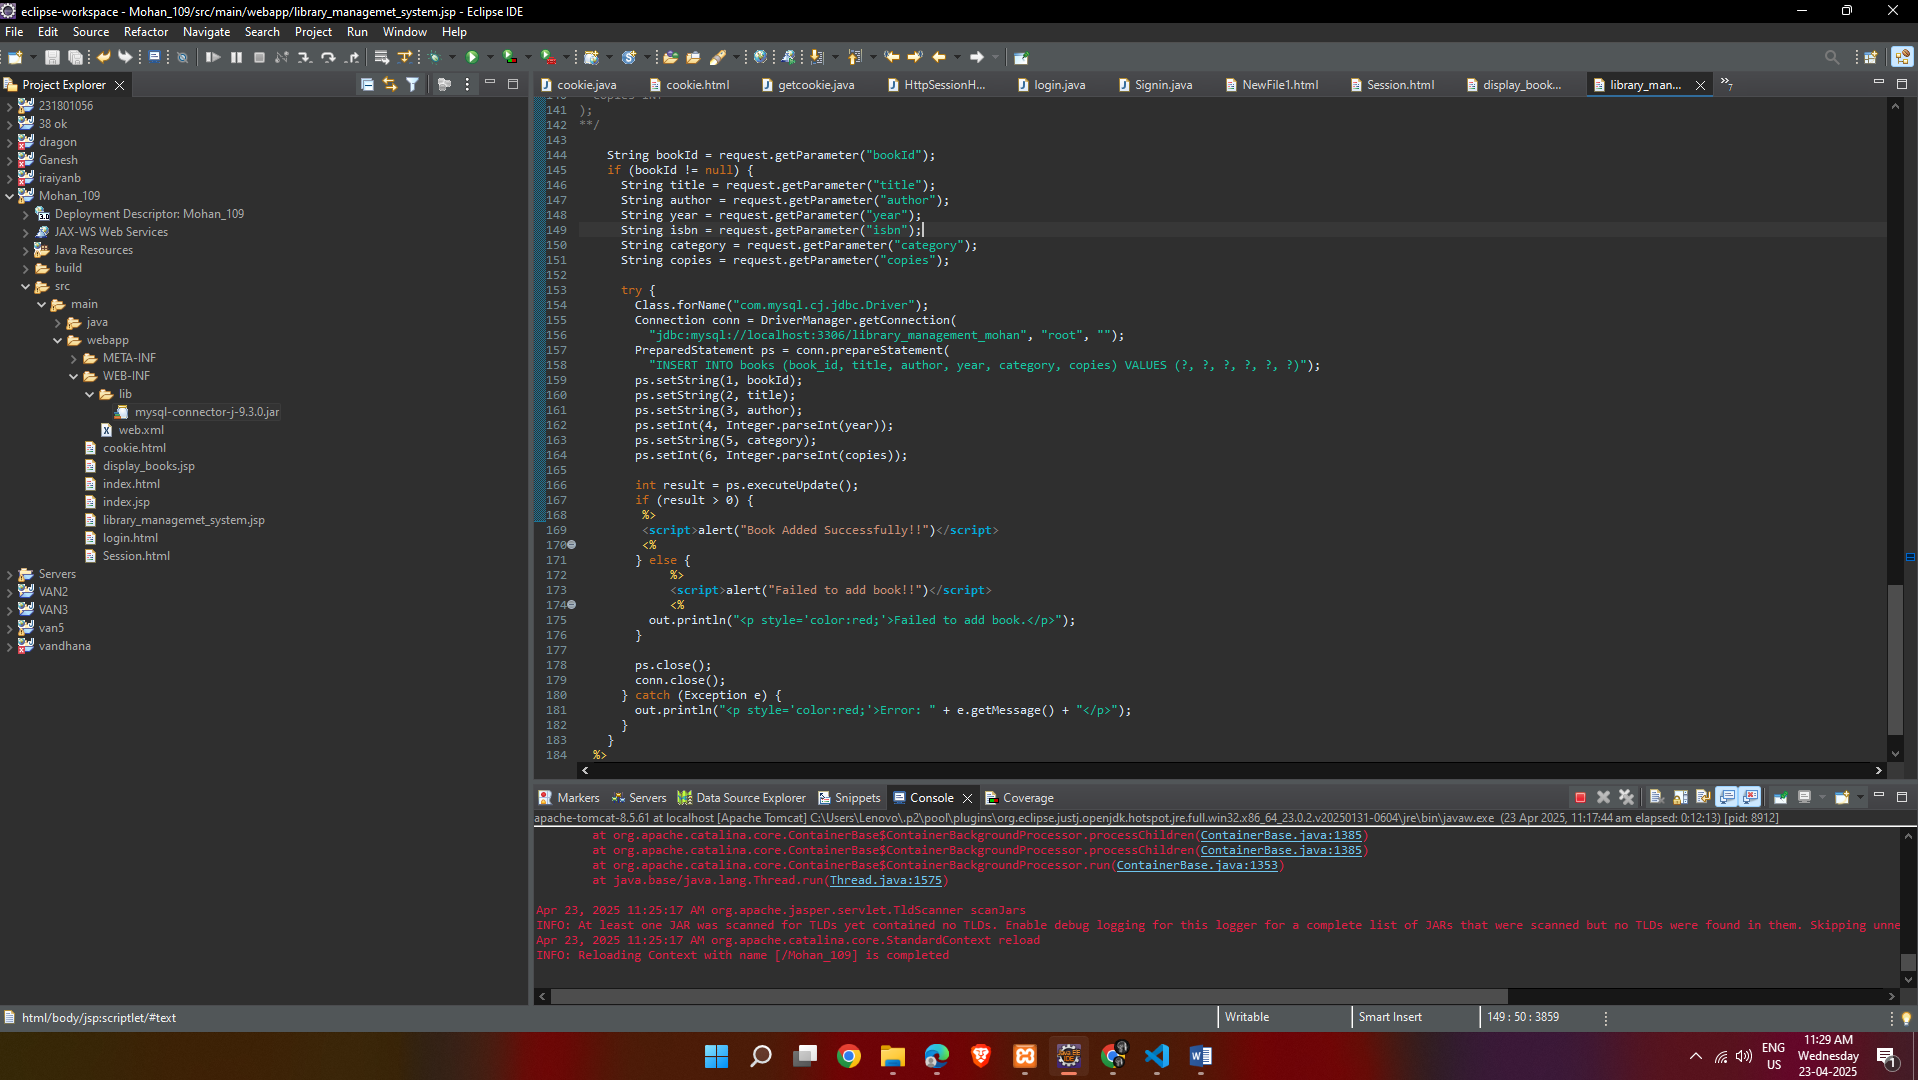 eclipse-workspace - Mohan_109/src/main/webapp/library_managemet_system.jsp - Eclipse IDE
File Edit Source Refactor Navigate Search Project Run Window Help
Project Explorer
231801056
38 ok
dragon
Ganesh
iraiyanb
Mohan_109
Deployment Descriptor: Mohan_109
JAX-WS Web Services
Java Resources
build
src
main
java
webapp
META-INF
WEB-INF
lib
mysql-connector-j-9.3.0.jar
web.xml
cookie.html
display_books.jsp
index.html
index.jsp
library_managemet_system.jsp
login.html
Session.html
Servers
VAN2
VAN3
van5
vandhana
cookie.java cookie.html getcookie.java HttpSessionH... login.java Signin.java NewFile1.html Session.html display_book... library_man... 7
141 );
142 **/
143
144 String bookId = request.getParameter("bookId");
145 if (bookId != null) {
146 String title = request.getParameter("title");
147 String author = request.getParameter("author");
148 String year = request.getParameter("year");
149 String isbn = request.getParameter("isbn");
150 String category = request.getParameter("category");
151 String copies = request.getParameter("copies");
152
153 try {
154 Class.forName("com.mysql.cj.jdbc.Driver");
155 Connection conn = DriverManager.getConnection(
156 "jdbc:mysql://localhost:3306/library_management_mohan", "root", "");
157 PreparedStatement ps = conn.prepareStatement(
158 "INSERT INTO books (book_id, title, author, year, category, copies) VALUES (?, ?, ?, ?, ?, ?)");
159 ps.setString(1, bookId);
160 ps.setString(2, title);
161 ps.setString(3, author);
162 ps.setInt(4, Integer.parseInt(year));
163 ps.setString(5, category);
164 ps.setInt(6, Integer.parseInt(copies));
165
166 int result = ps.executeUpdate();
167 if (result > 0) {
168 %>
169 <script>alert("Book Added Successfully!!")</script>
170 <%
171 } else {
172 %>
173 <script>alert("Failed to add book!!")</script>
174 <%
175 out.println("<p style='color:red;'>Failed to add book.</p>");
176 }
177
178 ps.close();
179 conn.close();
180 } catch (Exception e) {
181 out.println("<p style='color:red;'>Error: " + e.getMessage() + "</p>");
182 }
183 }
184 %>
Markers Servers Data Source Explorer Snippets Console Coverage
apache-tomcat-8.5.61 at localhost [Apache Tomcat] C:\Users\Lenovo\.p2\pool\plugins\org.eclipse.justj.openjdk.hotspot.jre.full.win32.x86_64_23.0.2.v20250131-0604\jre\bin\javaw.exe (23 Apr 2025, 11:17:44 am elapsed: 0:12:13) [pid: 8912]
at org.apache.catalina.core.ContainerBase$ContainerBackgroundProcessor.processChildren(ContainerBase.java:1385)
at org.apache.catalina.core.ContainerBase$ContainerBackgroundProcessor.processChildren(ContainerBase.java:1385)
at org.apache.catalina.core.ContainerBase$ContainerBackgroundProcessor.run(ContainerBase.java:1353)
at java.base/java.lang.Thread.run(Thread.java:1575)
Apr 23, 2025 11:25:17 AM org.apache.jasper.servlet.TldScanner scanJars
INFO: At least one JAR was scanned for TLDs yet contained no TLDs. Enable debug logging for this logger for a complete list of JARs that were scanned but no TLDs were found in them. Skipping unne
Apr 23, 2025 11:25:17 AM org.apache.catalina.core.StandardContext reload
INFO: Reloading Context with name [/Mohan_109] is completed
html/body/jsp:scriptlet/#text Writable Smart Insert 149 : 50 : 3859
ENG
US
11:29 AM
Wednesday
23-04-2025
1